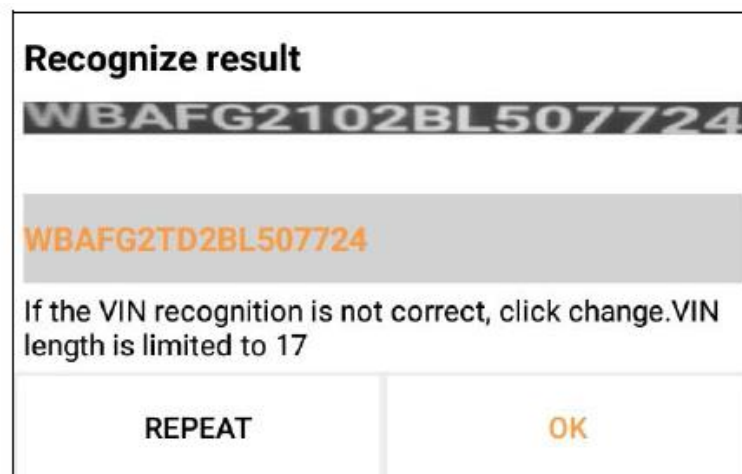 Recognize result
WBAFG2102BL507724
WBAFG2TD2BL507724
If the VIN recognition is not correct, click change.VIN
length is limited to 17
REPEAT
OK